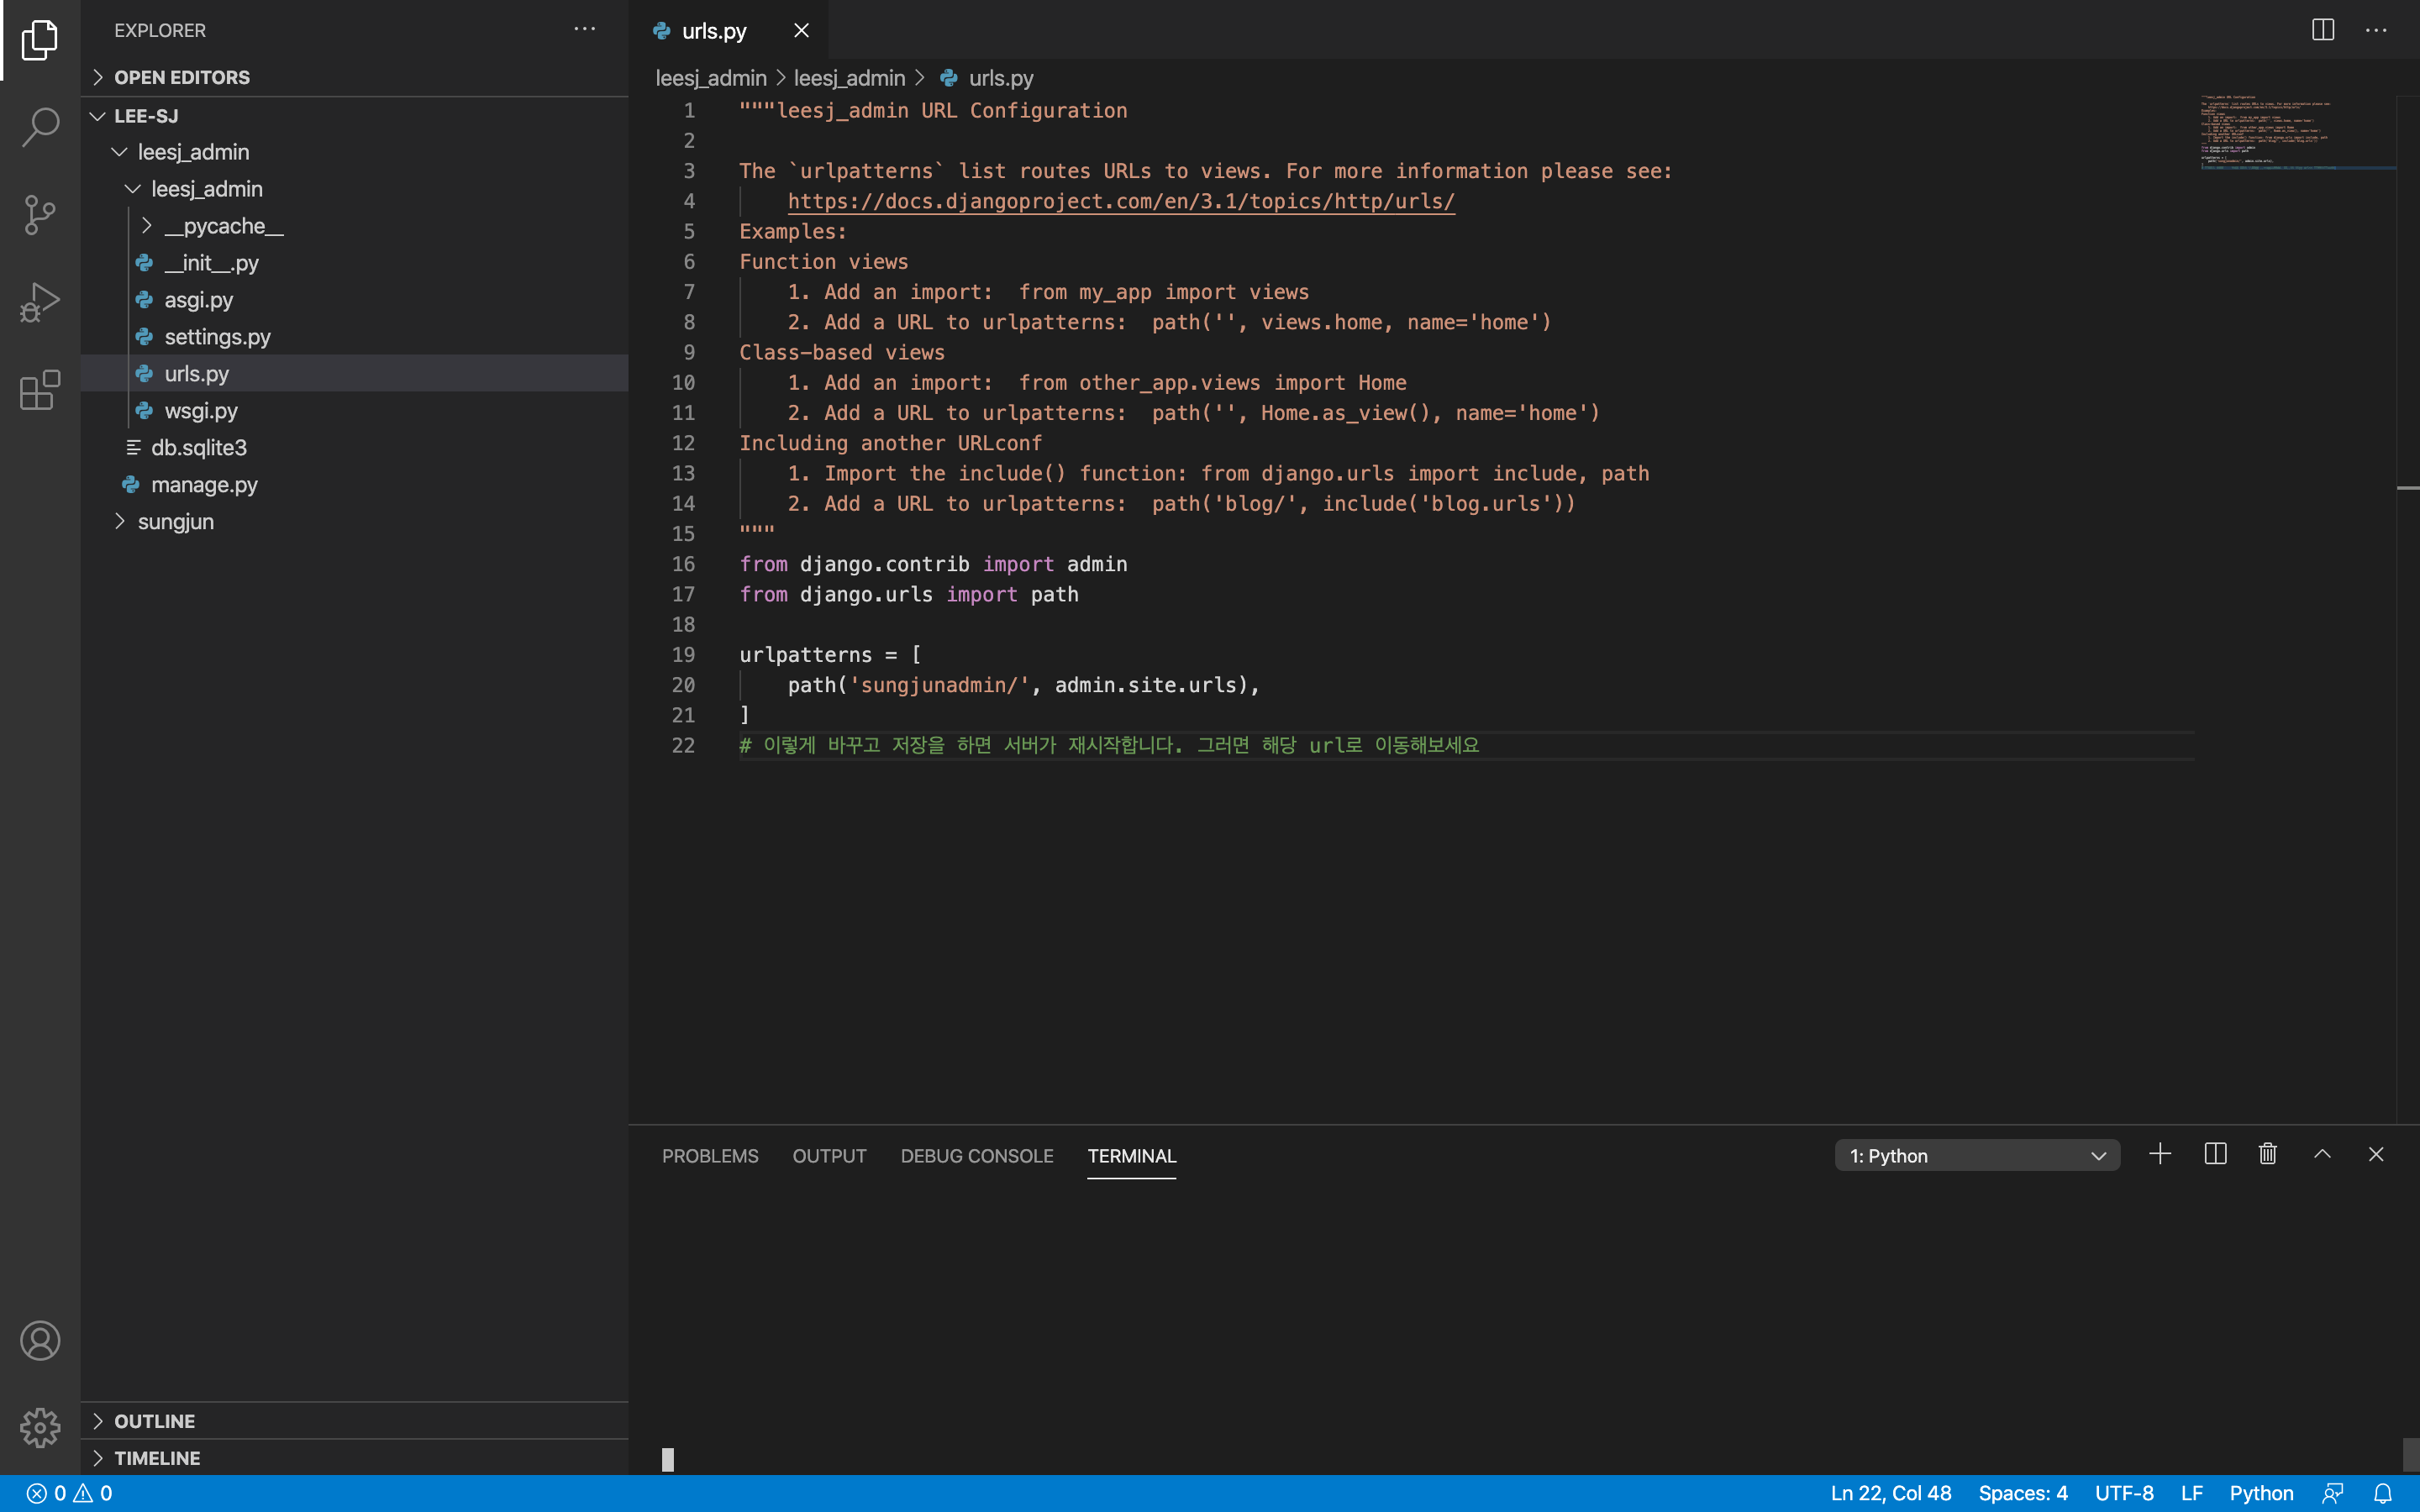 EXPLORER
OPEN EDITORS
LEE-SJ
leesj_admin
leesj_admin
__pycache__
__init__.py
asgi.py
settings.py
urls.py
wsgi.py
db.sqlite3
manage.py
sungjun
OUTLINE
TIMELINE
urls.py
leesj_admin > leesj_admin > urls.py
1 """leesj_admin URL Configuration
2
3 The `urlpatterns` list routes URLs to views. For more information please see:
4     https://docs.djangoproject.com/en/3.1/topics/http/urls/
5 Examples:
6 Function views
7     1. Add an import:  from my_app import views
8     2. Add a URL to urlpatterns:  path('', views.home, name='home')
9 Class-based views
10     1. Add an import:  from other_app.views import Home
11     2. Add a URL to urlpatterns:  path('', Home.as_view(), name='home')
12 Including another URLconf
13     1. Import the include() function: from django.urls import include, path
14     2. Add a URL to urlpatterns:  path('blog/', include('blog.urls'))
15 """
16 from django.contrib import admin
17 from django.urls import path
18
19 urlpatterns = [
20     path('sungjunadmin/', admin.site.urls),
21 ]
22 # 이렇게 바꾸고 저장을 하면 서버가 재시작합니다. 그러면 해당 url로 이동해보세요
PROBLEMS OUTPUT DEBUG CONSOLE TERMINAL 1: Python
0 0 Ln 22, Col 48 Spaces: 4 UTF-8 LF Python